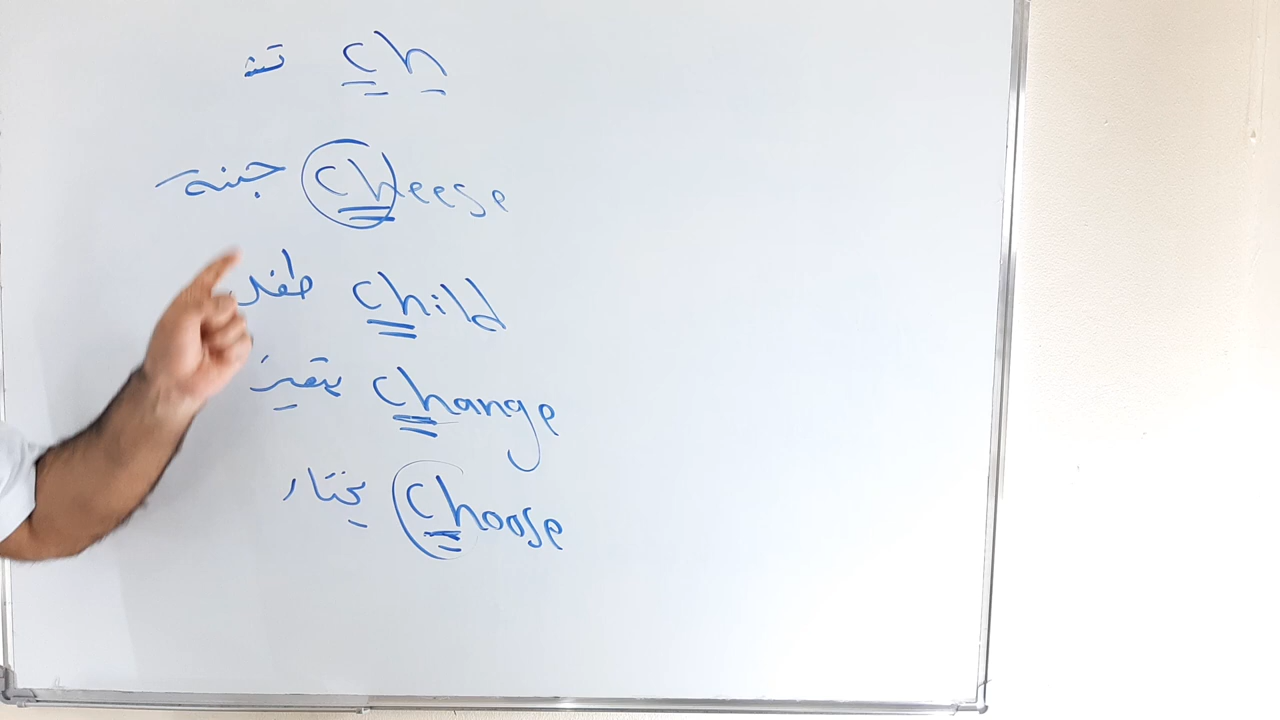 ch تش
cheese جبنة
child طفل
change يتغير
choose يختار